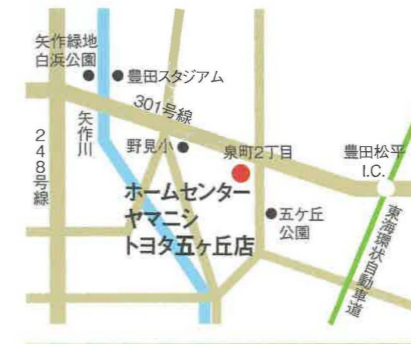 矢作緑地
白浜公園
豊田スタジアム
301号線
矢作川
248号線
野見小
泉町2丁目
豊田松平
I.C.
ホームセンター
ヤマニシ
トヨタ五ヶ丘店
五ケ丘
公園
東海環状自動車道